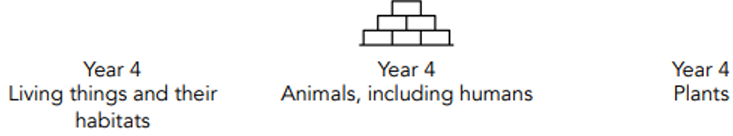 Year 4
Living things and their
habitats
Year 4
Animals, including humans
Year 4
Plants